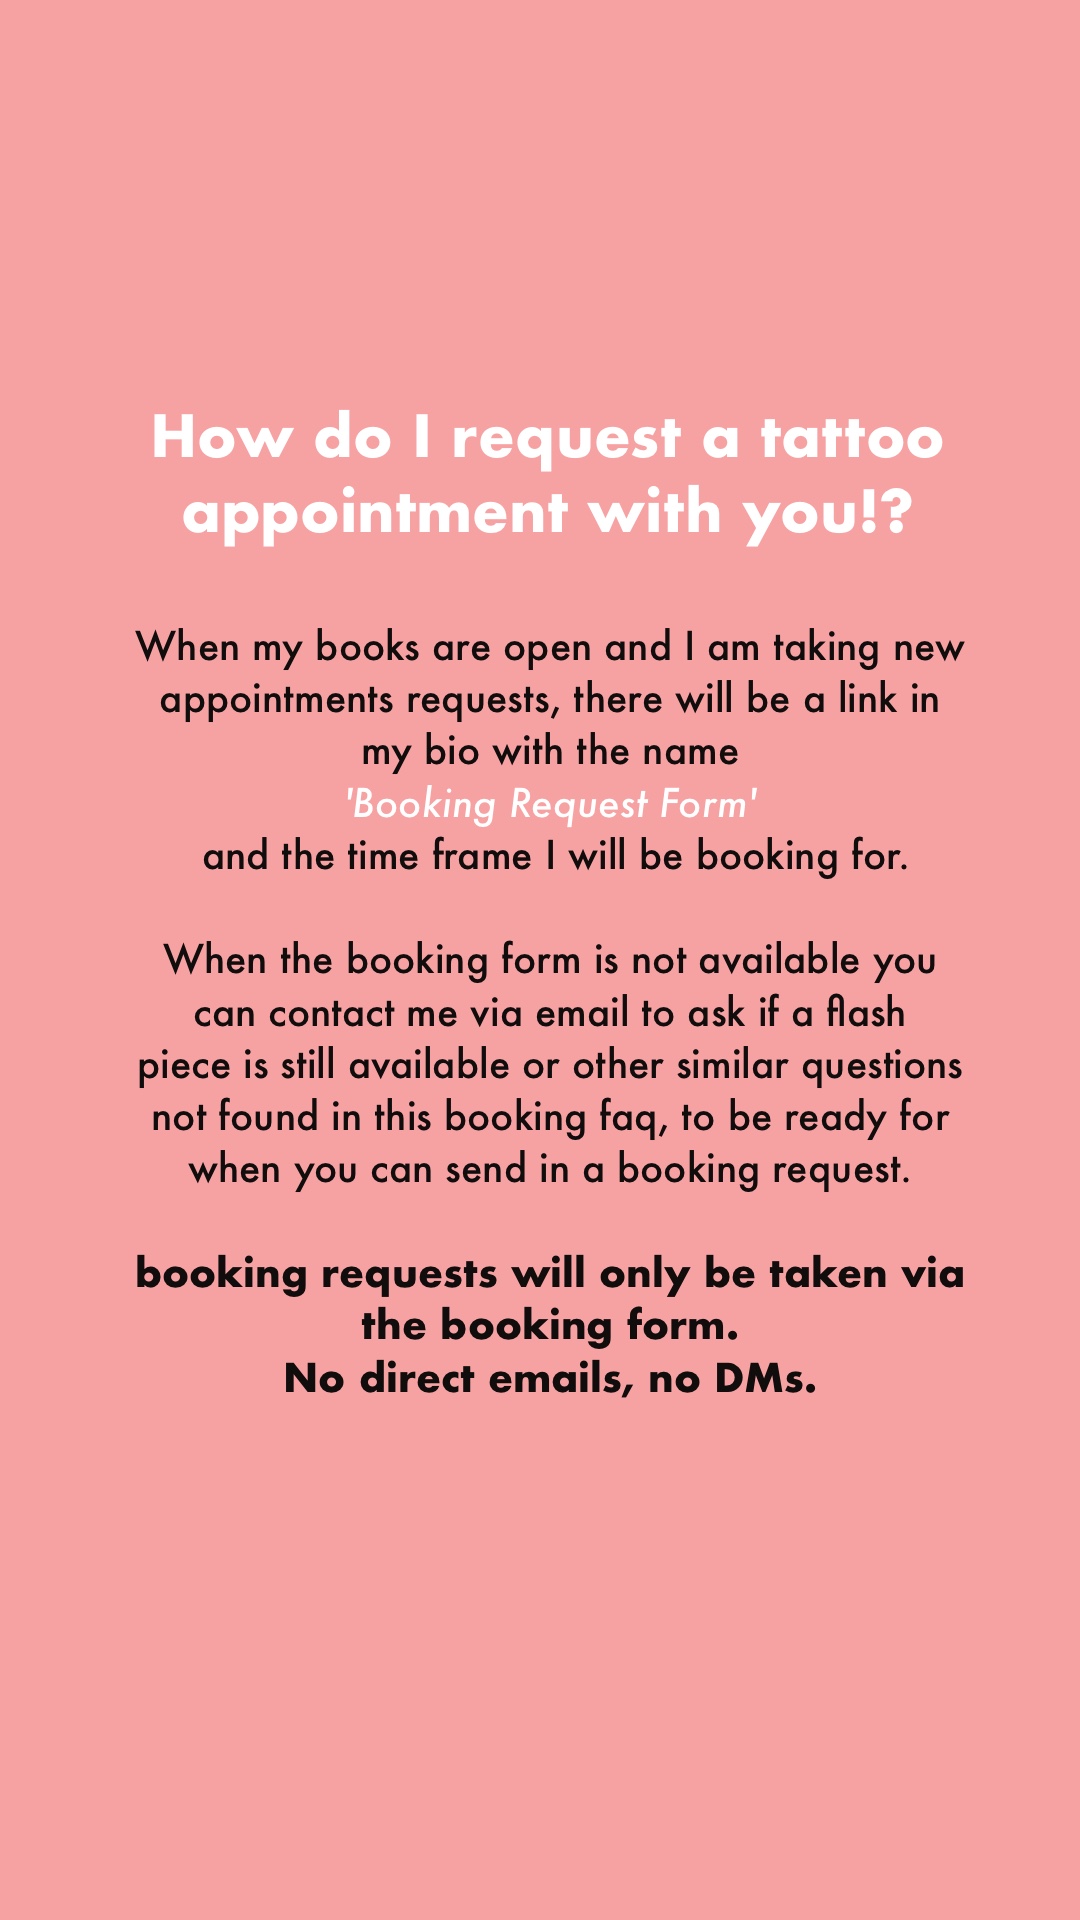 How do I request a tattoo
appointment with you!?
When my books are open and I am taking new
appointments requests, there will be a link in
my bio with the name
'Booking Request Form'
and the time frame I will be booking for.
When the booking form is not available you
can contact me via email to ask if a flash
piece is still available or other similar questions
not found in this booking faq, to be ready for
when you can send in a booking request.
booking requests will only be taken via
the booking form.
No direct emails, no DMs.